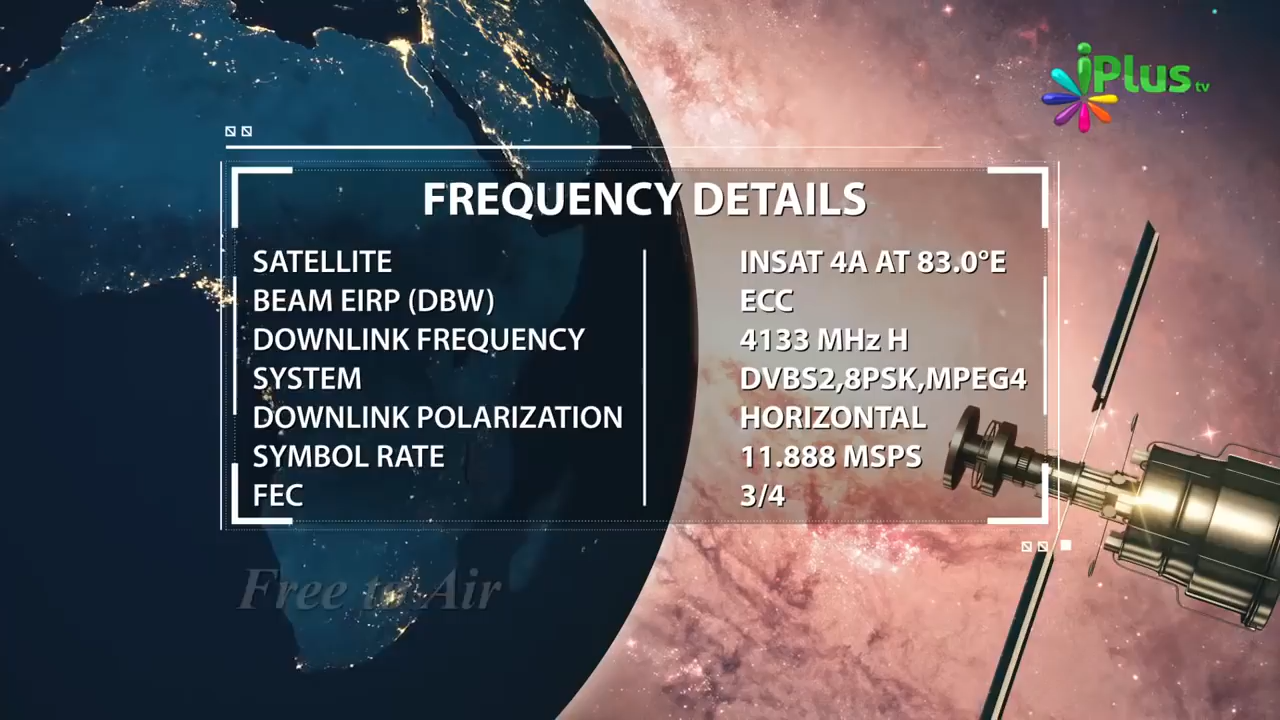 iPlus tv
FREQUENCY DETAILS
SATELLITE INSAT 4A AT 83.0°E
BEAM EIRP (DBW) ECC
DOWNLINK FREQUENCY 4133 MHz H
SYSTEM DVBS2,8PSK,MPEG4
DOWNLINK POLARIZATION HORIZONTAL
SYMBOL RATE 11.888 MSPS
FEC 3/4
Free to Air